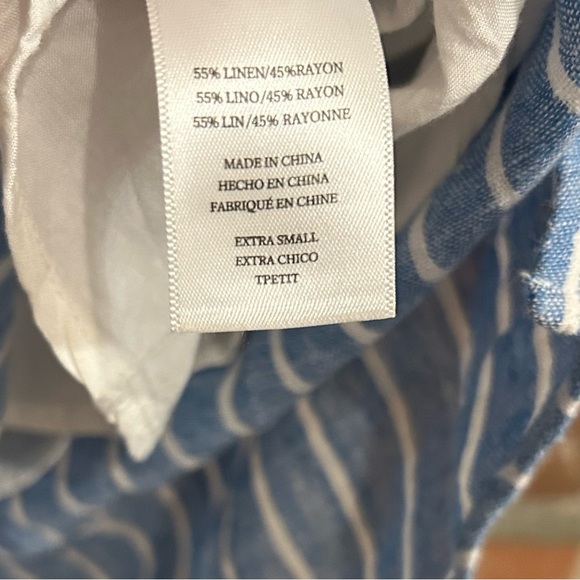 55% LINEN/45%RAYON
55% LINO/45% RAYON
55% LIN/45% RAYONNE
MADE IN CHINA
HECHO EN CHINA
FABRIQUÉ EN CHINE
EXTRA SMALL
EXTRA CHICO
TPETIT